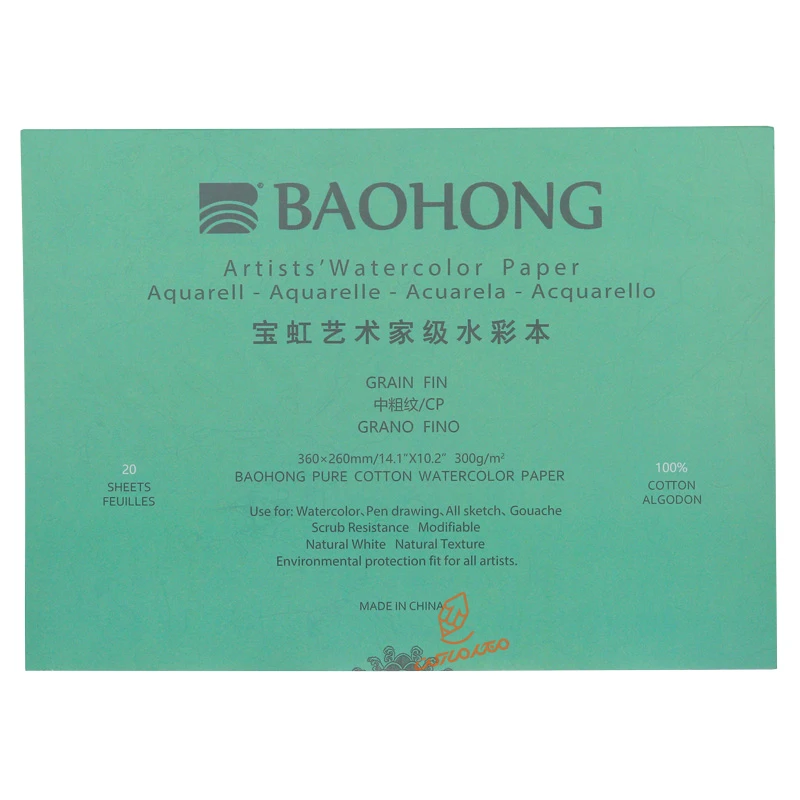 BAOHONG
Artists' Watercolor Paper
Aquarell - Aquarelle - Acuarela - Acquarello
宝虹艺术家级水彩本
GRAIN FIN
中粗纹/CP
GRANO FINO
360×260mm/14.1"X10.2" 300g/m²
BAOHONG PURE COTTON WATERCOLOR PAPER
20
SHEETS
FEUILLES
100%
COTTON
ALGODON
Use for: Watercolor、Pen drawing、All sketch、Gouache
Scrub Resistance Modifiable
Natural White Natural Texture
Environmental protection fit for all artists.
MADE IN CHINA